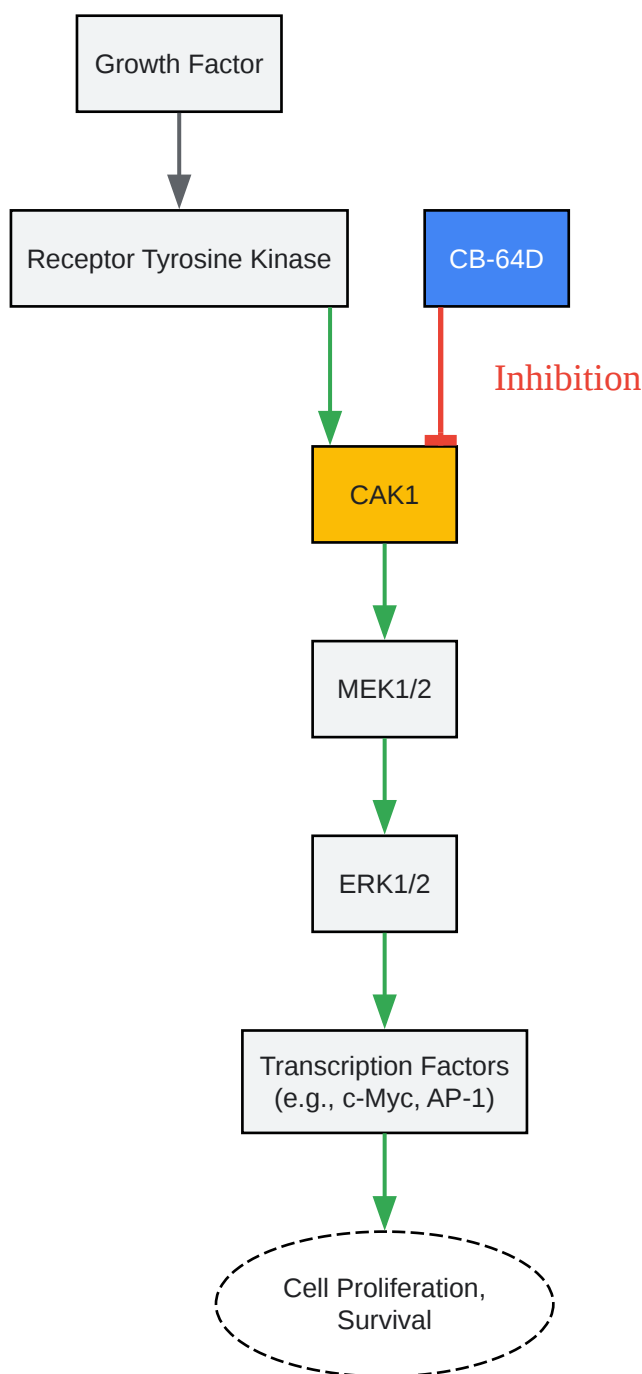 Growth Factor
Receptor Tyrosine Kinase
CB-64D
Inhibition
CAK1
MEK1/2
ERK1/2
Transcription Factors
(e.g., c-Myc, AP-1)
Cell Proliferation,
Survival